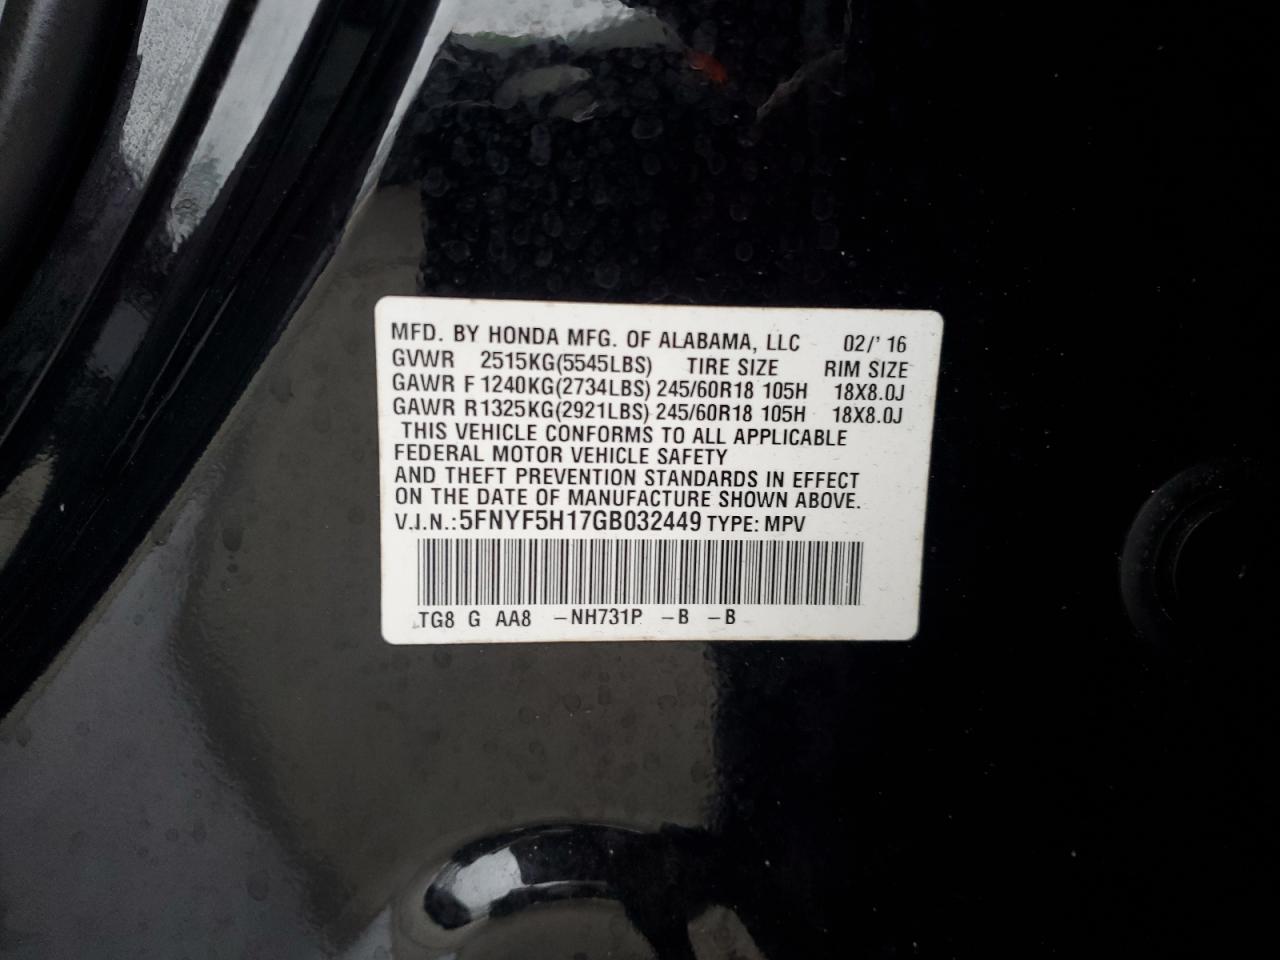 MFD. BY HONDA MFG. OF ALABAMA, LLC 02/' 16
GVWR 2515KG(5545LBS) TIRE SIZE RIM SIZE
GAWR F 1240KG(2734LBS) 245/60R18 105H 18X8.0J
GAWR R1325KG(2921LBS) 245/60R18 105H 18X8.0J
THIS VEHICLE CONFORMS TO ALL APPLICABLE
FEDERAL MOTOR VEHICLE SAFETY
AND THEFT PREVENTION STANDARDS IN EFFECT
ON THE DATE OF MANUFACTURE SHOWN ABOVE.
V.I.N.:5FNYF5H17GB032449 TYPE: MPV
TG8 G AA8 -NH731P -B -B